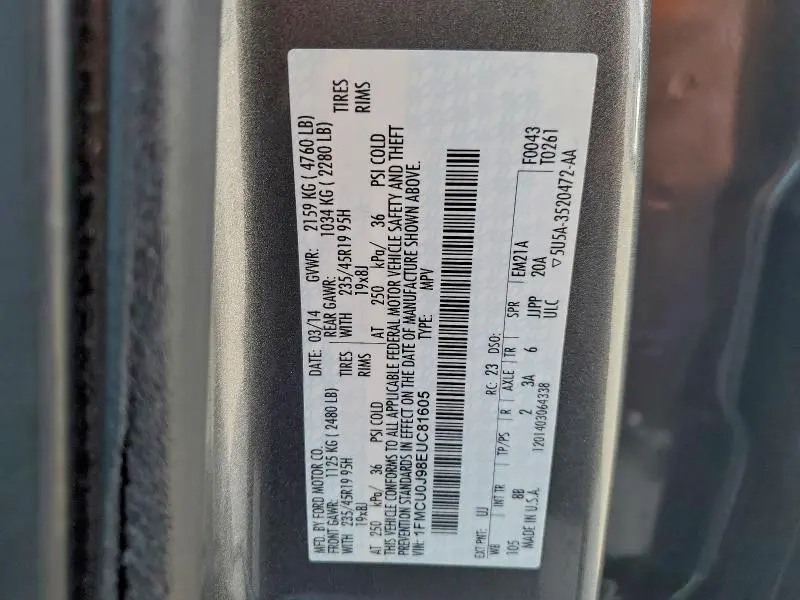 MFD. BY FORD MOTOR CO.
DATE: 03/14 GVWR: 2159 KG ( 4760 LB)
FRONT GAWR: 1125 KG ( 2480 LB) REAR GAWR: 1034 KG ( 2280 LB)
WITH 235/45R19 95H TIRES WITH 235/45R19 95H TIRES
19x8J RIMS 19x8J RIMS
AT 250 kPa/ 36 PSI COLD AT 250 kPa/ 36 PSI COLD
THIS VEHICLE CONFORMS TO ALL APPLICABLE FEDERAL MOTOR VEHICLE SAFETY AND THEFT
PREVENTION STANDARDS IN EFFECT ON THE DATE OF MANUFACTURE SHOWN ABOVE.
VIN: 1FMCU0J98EUC81605 TYPE: MPV
EXT PNT: UJ RC: 23 DSO: F0043
WB INT TR TP/PS R AXLE TR SPR EM21A T0261
105 8B 2 3A 6 JJPP 20A
MADE IN U.S.A. 1201403064338 ULC ▽5U5A-3520472-AA